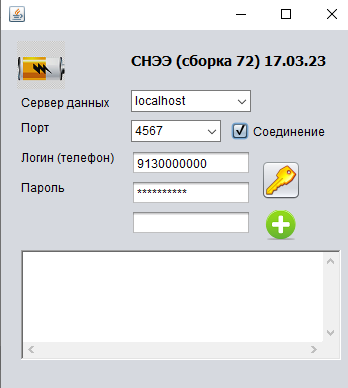 СНЭЭ (сборка 72) 17.03.23
Сервер данных localhost
Порт 4567 Соединение
Логин (телефон) 9130000000
Пароль **********